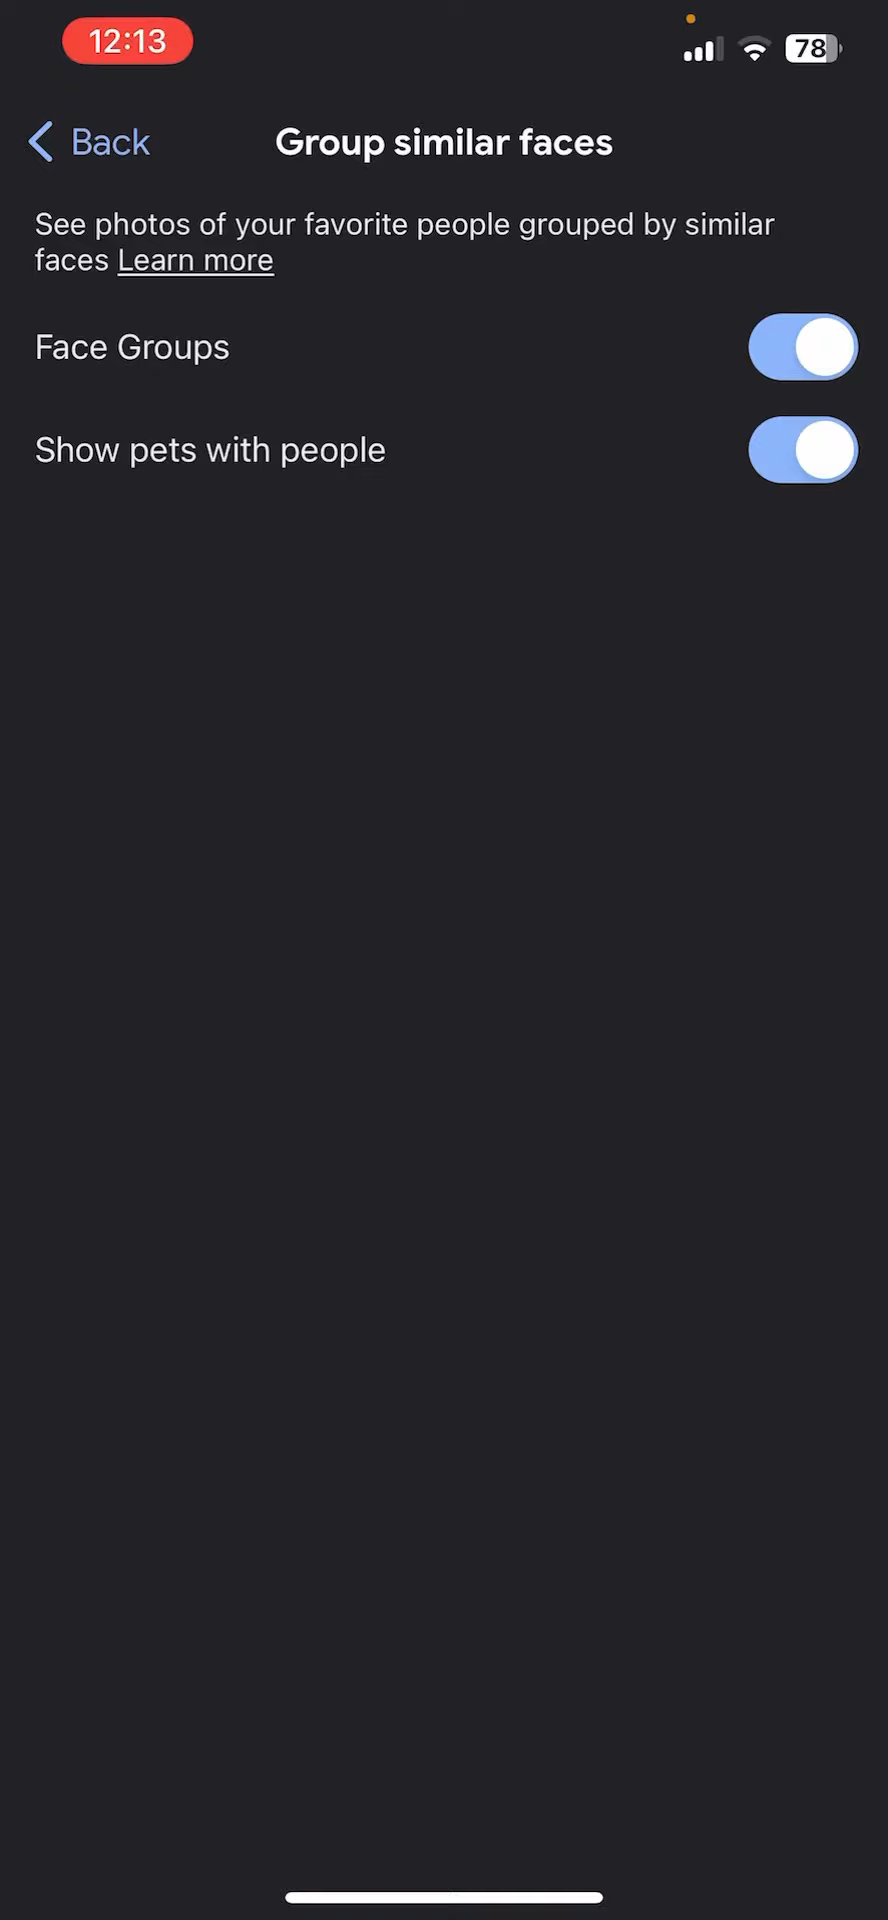 12:13
78
Back
Group similar faces
See photos of your favorite people grouped by similar
faces Learn more
Face Groups
Show pets with people